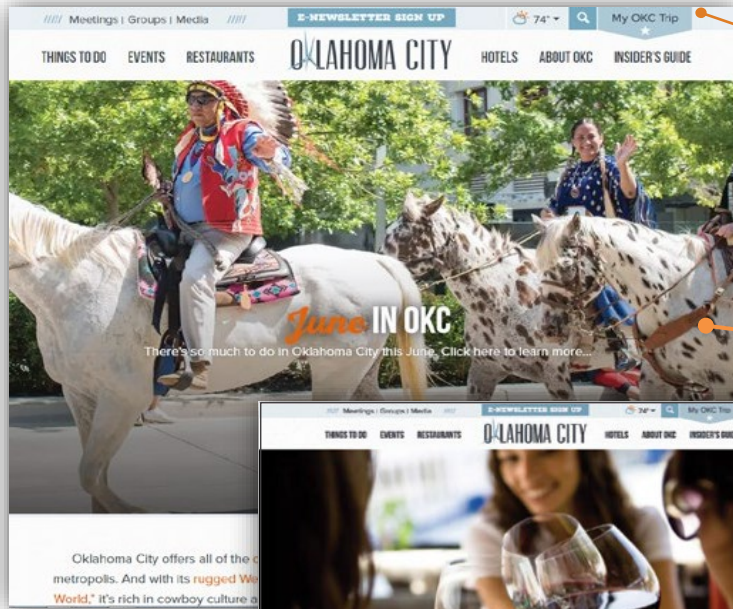 ///// Meetings | Groups | Media /////
E-NEWSLETTER SIGN UP
74°
My OKC Trip
THINGS TO DO EVENTS RESTAURANTS OKLAHOMA CITY HOTELS ABOUT OKC INSIDER'S GUIDE
June IN OKC
There's so much to do in Oklahoma City this June. Click here to learn more...
Oklahoma City offers all of the
metropolis. And with its rugged We
World," it's rich in cowboy culture a
///// Meetings | Groups | Media /////
E-NEWSLETTER SIGN UP
74°
My OKC Trip
THINGS TO DO EVENTS RESTAURANTS OKLAHOMA CITY HOTELS ABOUT OKC INSIDER'S GUI